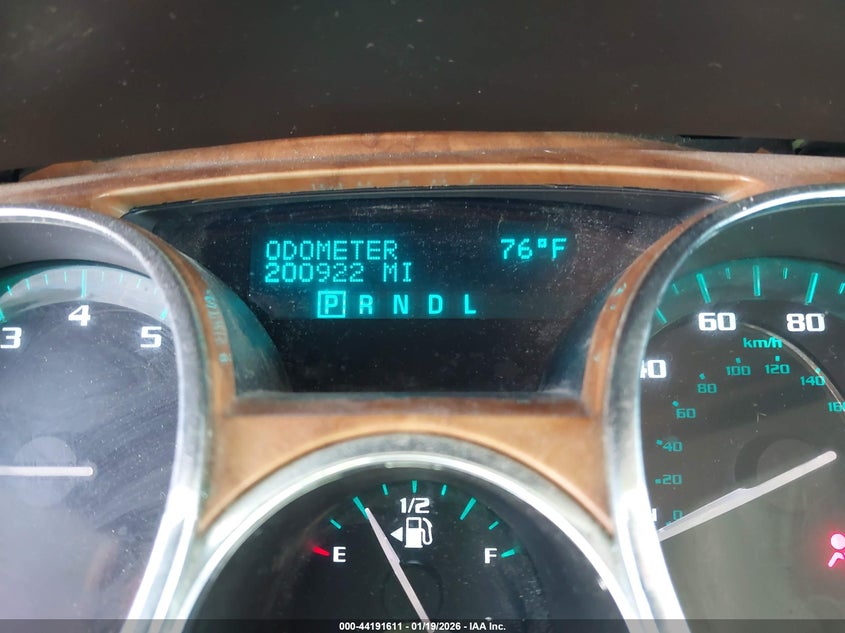 ODOMETER 76°F
200922 MI
P R N D L
3 4 5
40 60 80
km/h
20 40 60 80 100 120 140
1/2
E F
000-44191611 - 01/19/2026 - IAA Inc.